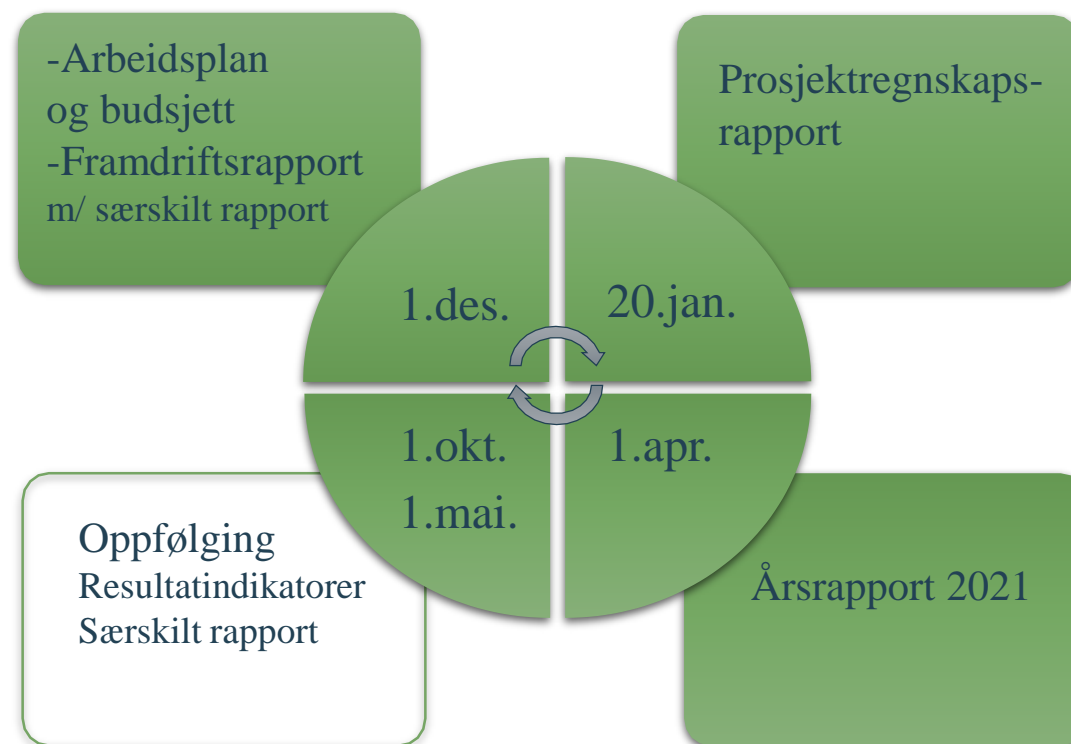 -Arbeidsplan
og budsjett
-Framdriftsrapport
m/ særskilt rapport
Prosjektregnskaps-
rapport
1.des.
20.jan.
1.okt.
1.mai.
1.apr.
Oppfølging
Resultatindikatorer
Særskilt rapport
Årsrapport 2021